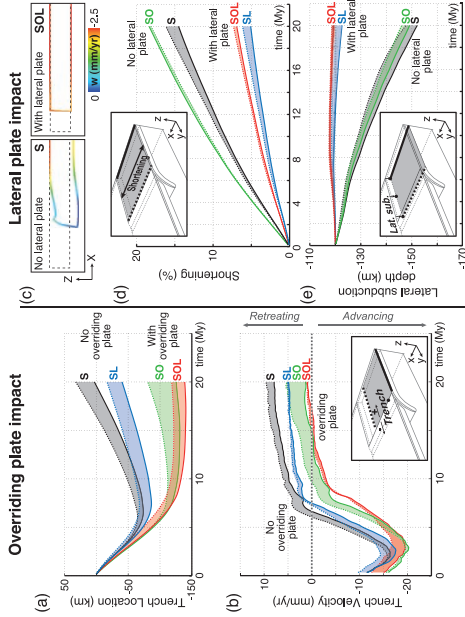 Overriding plate impact
Lateral plate impact
(a)
Trench Location (km)
50
0
-50
-100
-150
No
overriding
plate
S
SL
SO
SOL
With
overriding
plate
0
10
20
time (My)
(b)
Trench Velocity (mm/yr)
10
0
-10
-20
No
overriding
plate
S
SL
SO
SOL
overriding
plate
Retreating
Advancing
Trench
x
z
y
0
10
20
time (My)
(c)
No lateral plate
S
With lateral plate
SOL
Z
X
0
w (mm/yr)
-2.5
(d)
Shortening (%)
20
15
10
5
0
No lateral
plate
SO
S
With lateral
plate
SOL
SL
Shortening
x
z
y
0
4
8
12
16
20
time (My)
(e)
Lateral subduction
depth (km)
-110
-130
-150
-170
SOL
SL
With lateral
plate
SO
S
No lateral
plate
Lat. sub.
x
z
y